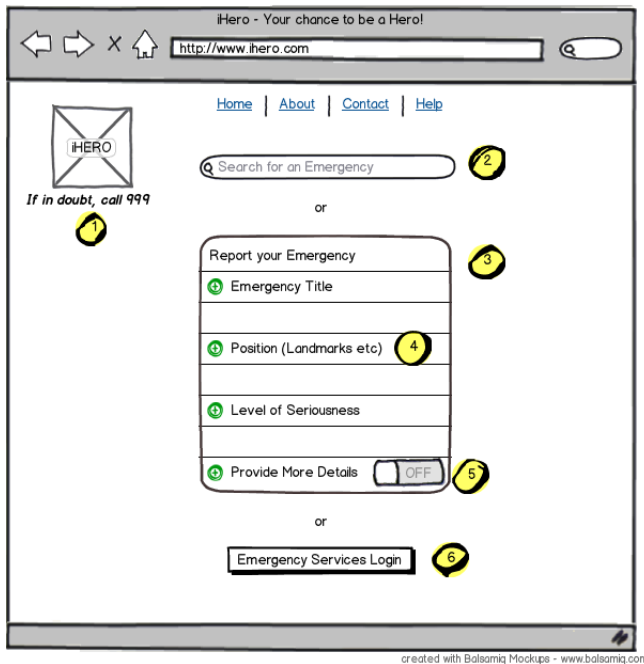 iHero - Your chance to be a Hero!
http://www.ihero.com
Home | About | Contact | Help
iHERO
If in doubt, call 999
1
Search for an Emergency
2
or
Report your Emergency
3
Emergency Title
Position (Landmarks etc)
4
Level of Seriousness
Provide More Details
OFF
5
or
Emergency Services Login
6
created with Balsamiq Mockups - www.balsamiq.com